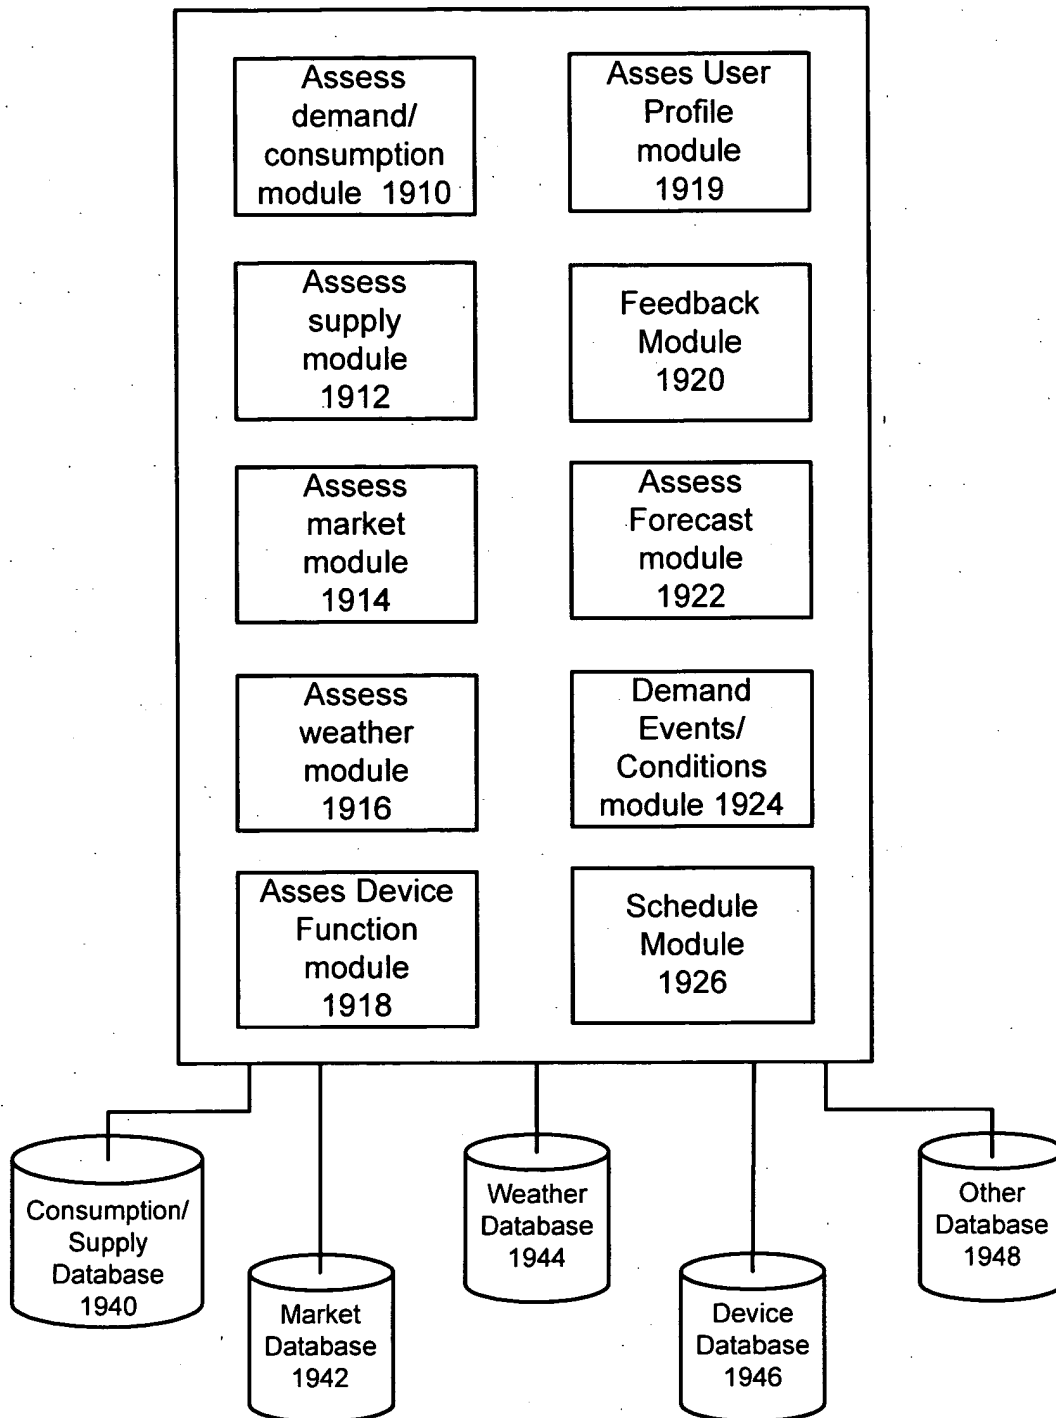 Assess
demand/
consumption
module 1910
Asses User
Profile
module
1919
Assess
supply
module
1912
Feedback
Module
1920
Assess
market
module
1914
Assess
Forecast
module
1922
Assess
weather
module
1916
Demand
Events/
Conditions
module 1924
Asses Device
Function
module
1918
Schedule
Module
1926
Consumption/
Supply
Database
1940
Market
Database
1942
Weather
Database
1944
Device
Database
1946
Other
Database
1948